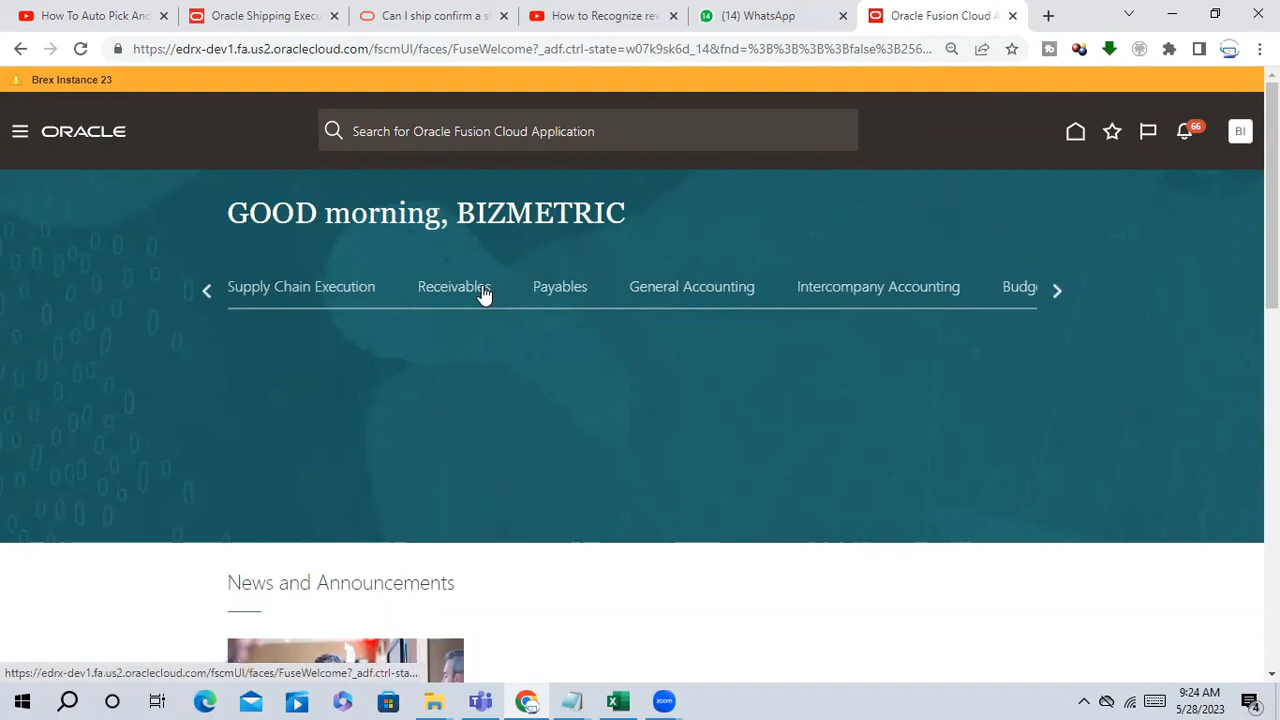 How To Auto Pick And
Oracle Shipping Execu
Can I ship confirm a s
How to Recognize re
(14) WhatsApp
Oracle Fusion Cloud A
https://edrx-dev1.fa.us2.oraclecloud.com/fscmUI/faces/FuseWelcome?_adf.ctrl-state=w07k9sk6d_14&fnd=%3B%3B%3B%3Bfalse%3B256...
Brex Instance 23
ORACLE
Search for Oracle Fusion Cloud Application
66
BI
GOOD morning, BIZMETRIC
Supply Chain Execution
Receivables
Payables
General Accounting
Intercompany Accounting
Budg
News and Announcements
https://edrx-dev1.fa.us2.oraclecloud.com/fscmUI/faces/FuseWelcome?_adf.ctrl-sta...
zoom
9:24 AM
5/28/2023
4